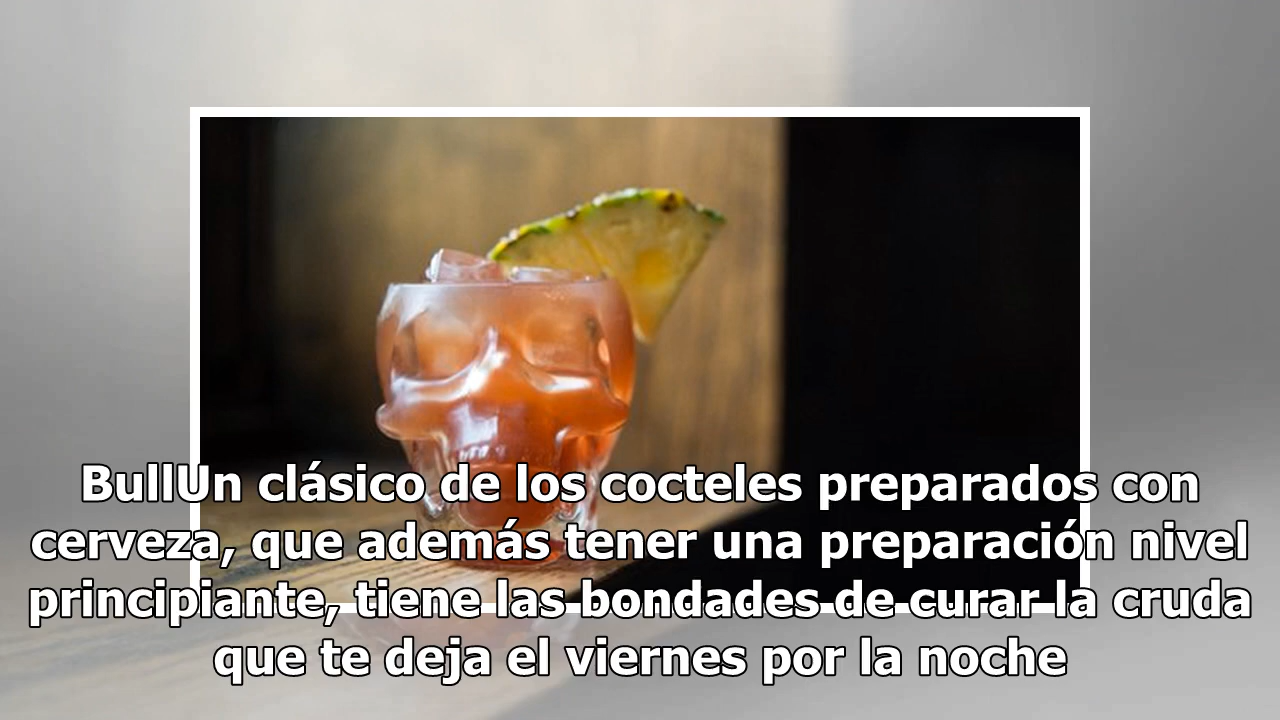 BullUn clásico de los cocteles preparados con
cerveza, que además tener una preparación nivel
principiante, tiene las bondades de curar la cruda
que te deja el viernes por la noche